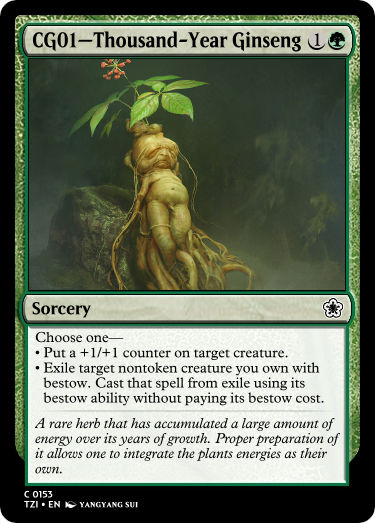 CG01—Thousand-Year Ginseng 1
Sorcery
Choose one—
• Put a +1/+1 counter on target creature.
• Exile target nontoken creature you own with
bestow. Cast that spell from exile using its
bestow ability without paying its bestow cost.
A rare herb that has accumulated a large amount of
energy over its years of growth. Proper preparation of
it allows one to integrate the plants energies as their
own.
C 0153
TZI • EN YANGYANG SUI